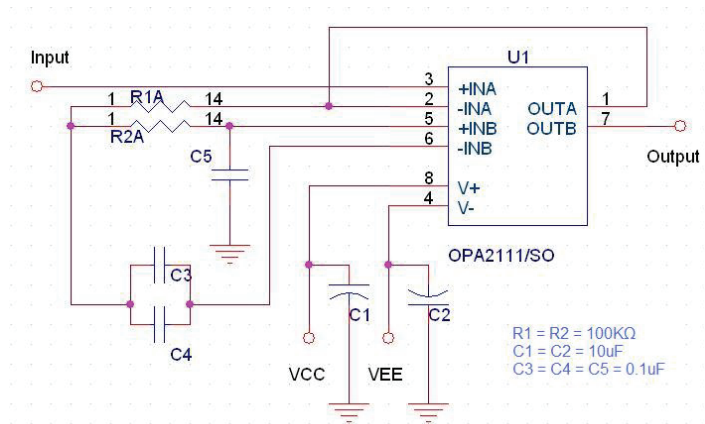 Input
U1
1 R1A 14
1 14
R2A
3 +INA
2 -INA
5 +INB
6 -INB
OUTA 1
OUTB 7
C5
Output
8 V+
4 V-
OPA2111/SO
C3
C4
C1
C2
VCC
VEE
R1 = R2 = 100KΩ
C1 = C2 = 10uF
C3 = C4 = C5 = 0.1uF